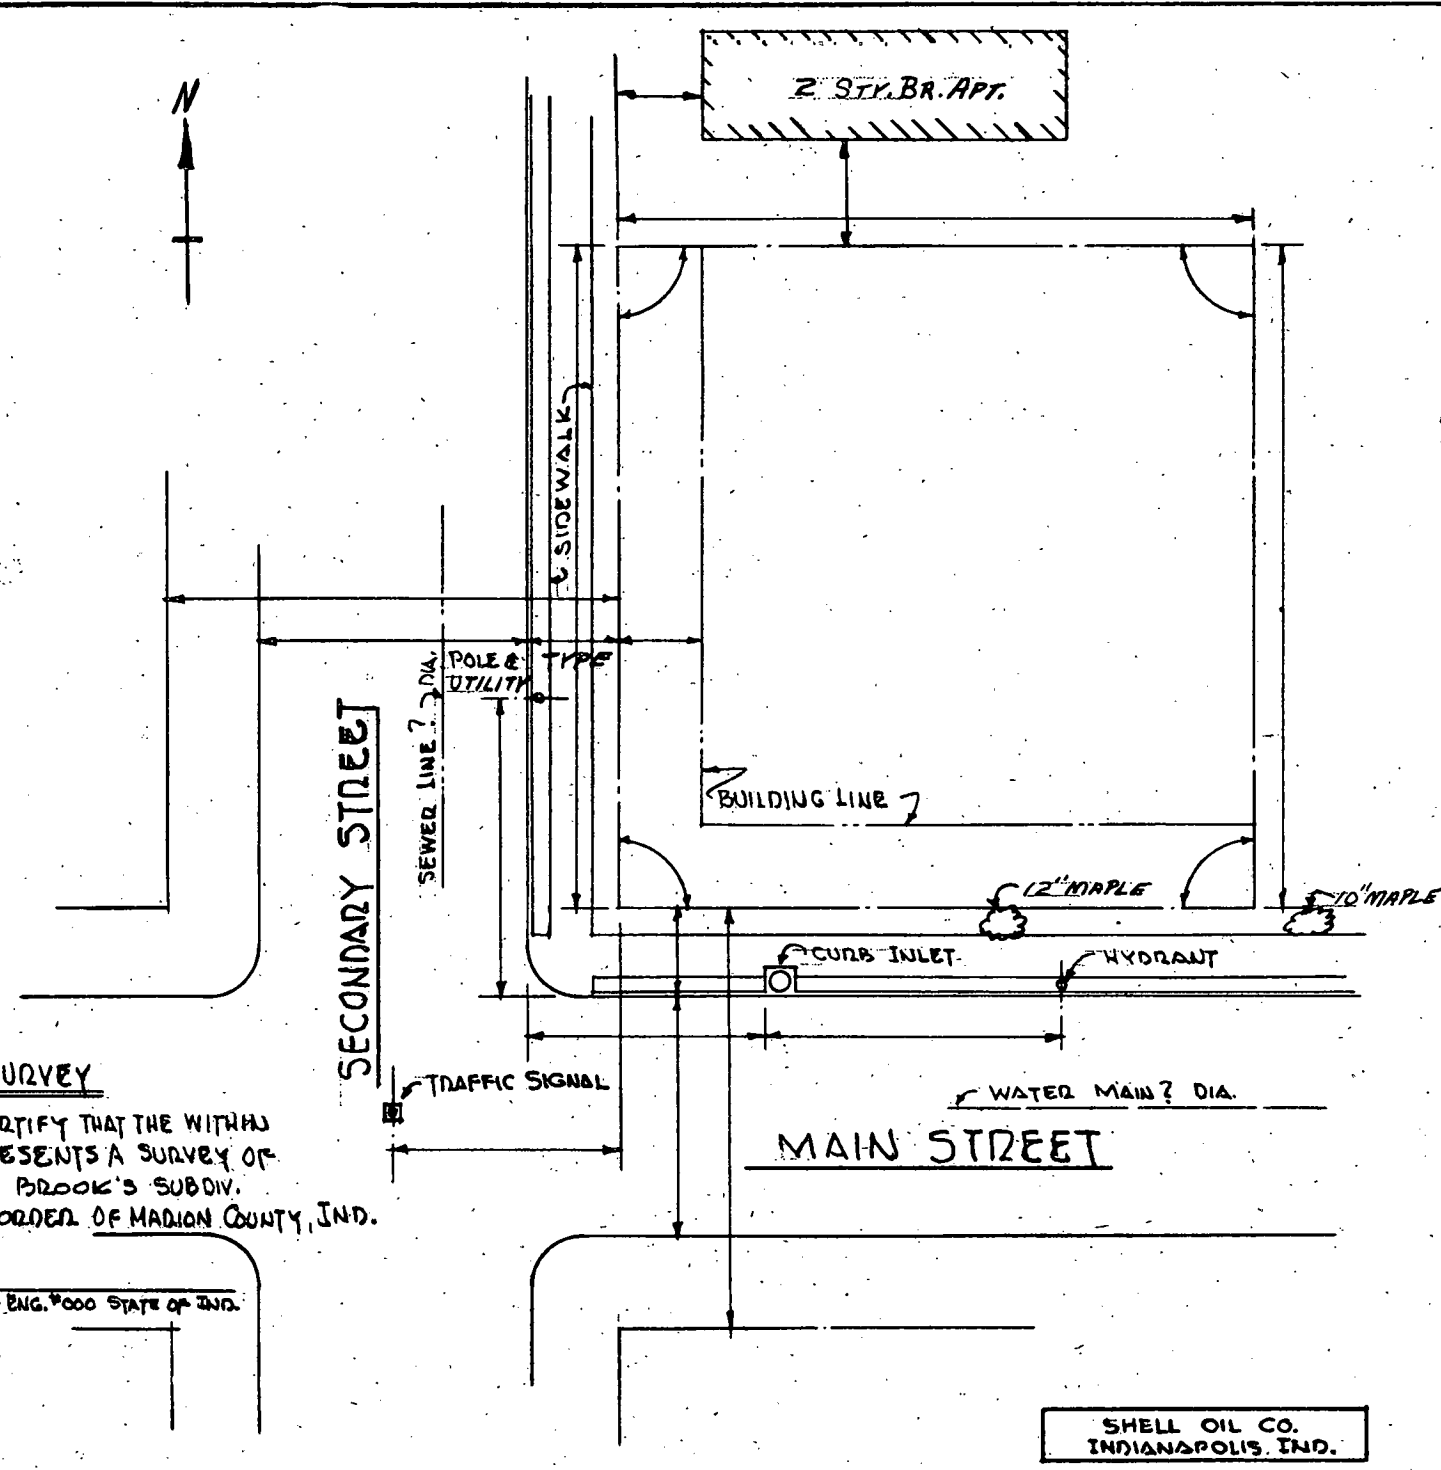 N
2 STY. BR. APT.
SIDEWALK
POLE & TYPE
UTILITY
SEWER LINE ? DIA.
SECONDARY STREET
BUILDING LINE
12" MAPLE
10" MAPLE
CURB INLET
HYDRANT
TRAFFIC SIGNAL
WATER MAIN ? DIA.
MAIN STREET
URVEY
RTIFY THAT THE WITHIN
ESENTS A SURVEY OF
BROOK'S SUBDIV.
ORDER OF MARION COUNTY, IND.
ENG. #000 STATE OF IND.
SHELL OIL CO.
INDIANAPOLIS. IND.